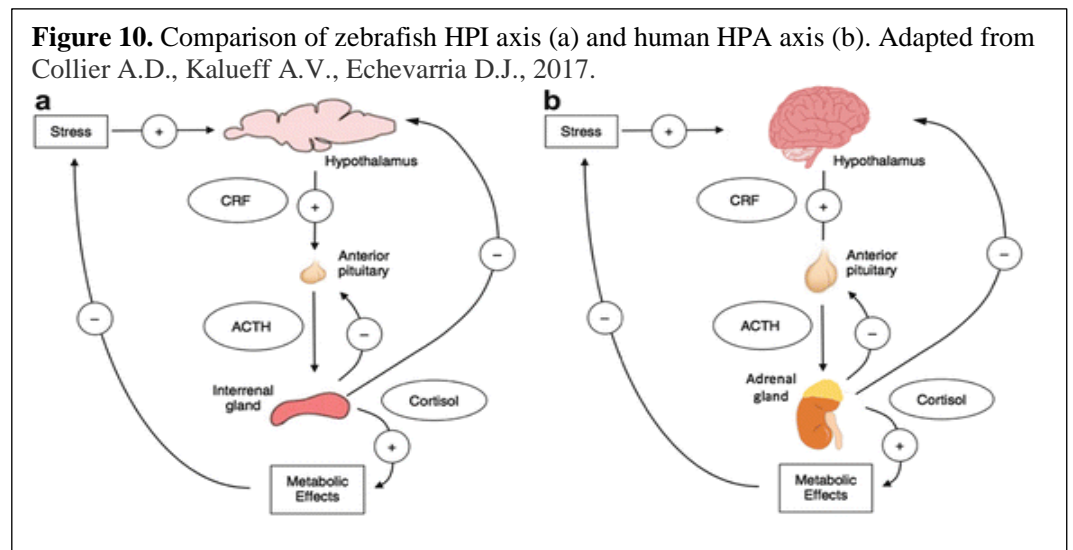 Figure 10. Comparison of zebrafish HPI axis (a) and human HPA axis (b). Adapted from
Collier A.D., Kalueff A.V., Echevarria D.J., 2017.
a
Stress
+
Hypothalamus
CRF
+
Anterior
pituitary
ACTH
−
−
−
Interrenal
gland
Cortisol
+
Metabolic
Effects
b
Stress
+
Hypothalamus
CRF
+
Anterior
pituitary
ACTH
−
−
−
Adrenal
gland
Cortisol
+
Metabolic
Effects